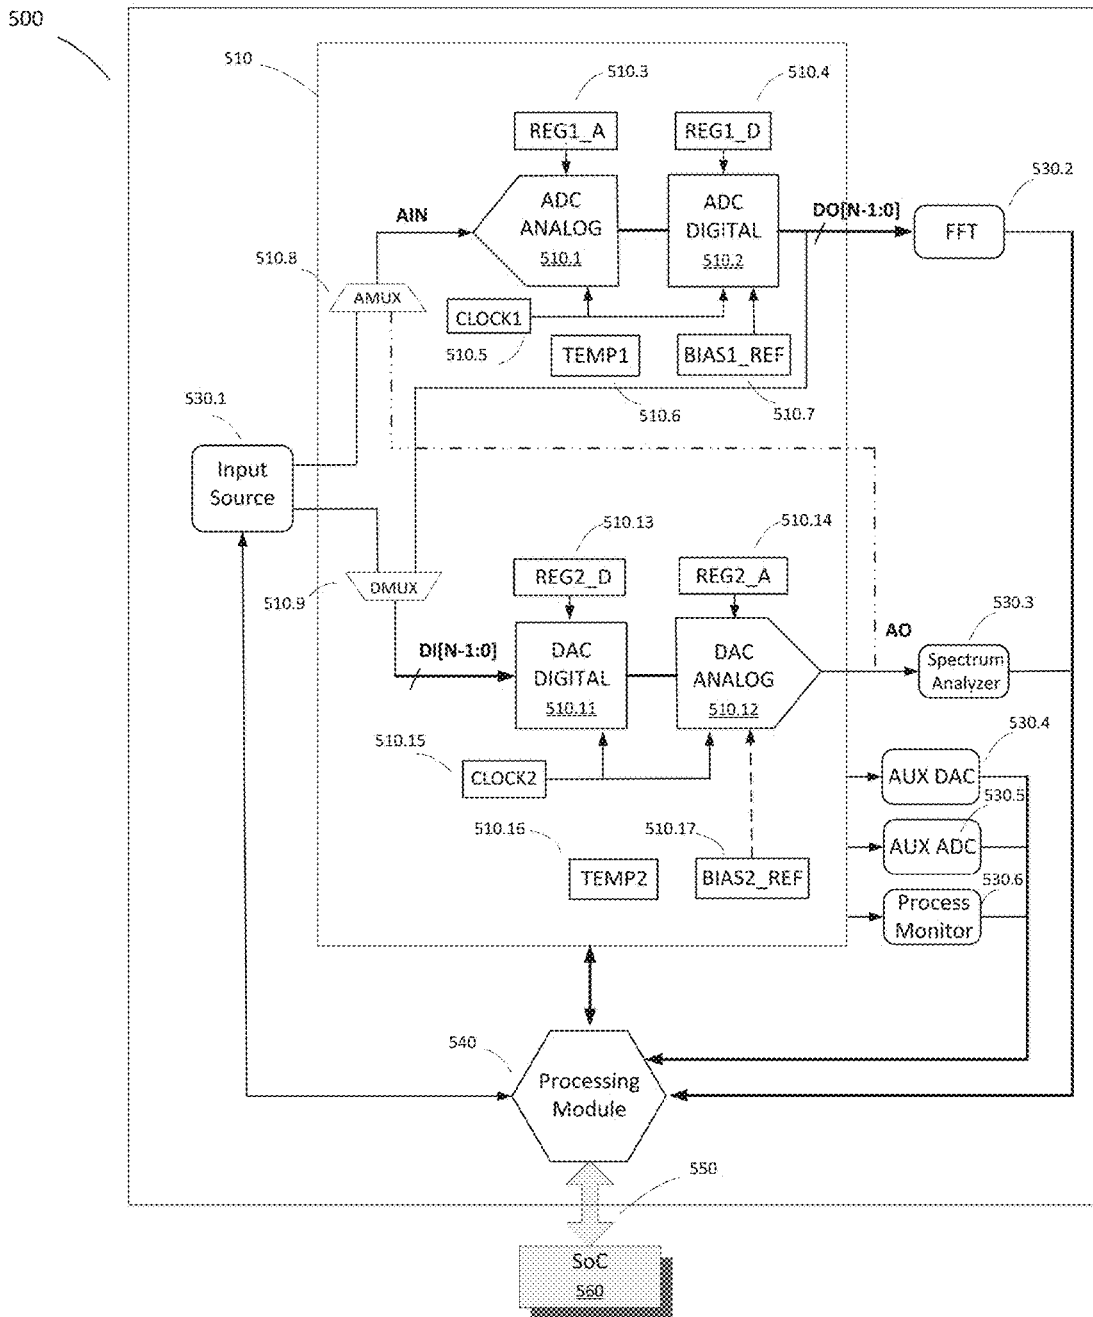 500
510
510.3
510.4
REG1_A
REG1_D
530.2
AIN
ADC
ANALOG
510.1
ADC
DIGITAL
510.2
DO[N-1:0]
FFT
510.8
AMUX
CLOCK1
510.5
TEMP1
BIAS1_REF
510.6
510.7
530.1
Input
Source
510.13
510.14
REG2_D
REG2_A
DMUX
510.9
530.3
AO
DI[N-1:0]
DAC
DIGITAL
510.11
DAC
ANALOG
510.12
Spectrum
Analyzer
510.15
530.4
CLOCK2
AUX DAC
530.5
510.16
510.17
AUX ADC
TEMP2
BIAS2_REF
530.6
Process
Monitor
540
Processing
Module
550
SoC
560